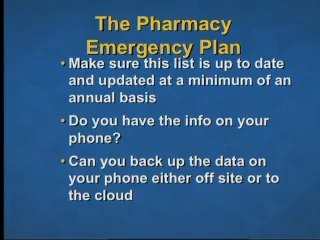 The Pharmacy
Emergency Plan
• Make sure this list is up to date
and updated at a minimum of an
annual basis
• Do you have the info on your
phone?
• Can you back up the data on
your phone either off site or to
the cloud